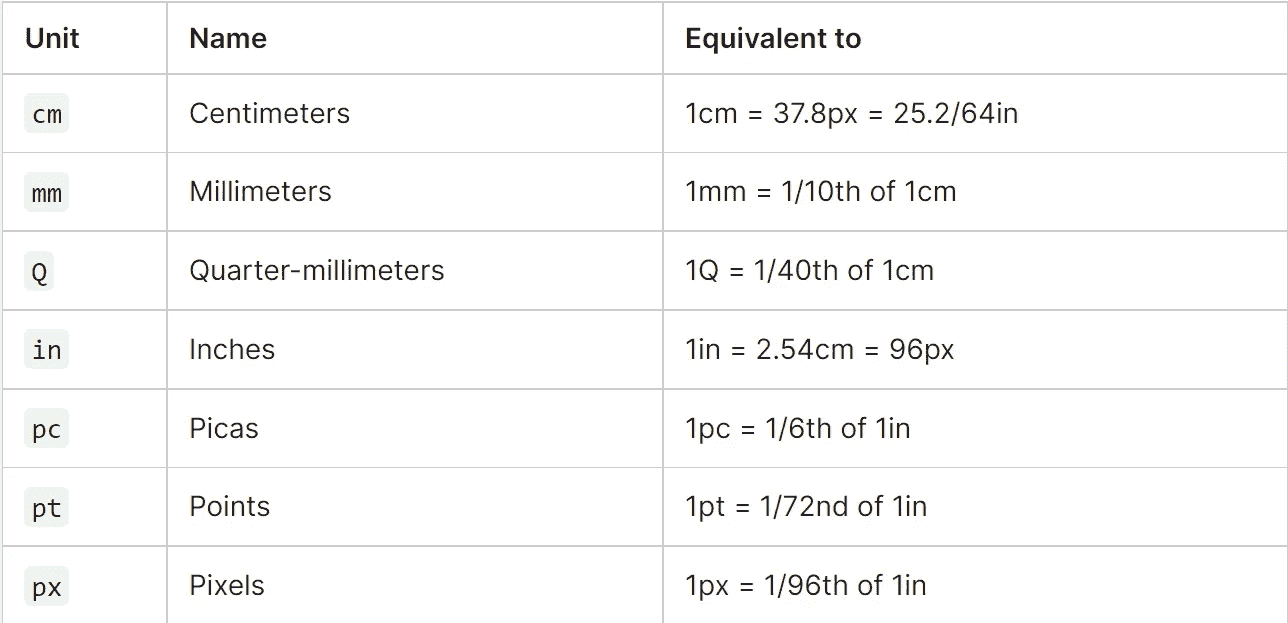 Unit Name Equivalent to
cm Centimeters 1cm = 37.8px = 25.2/64in
mm Millimeters 1mm = 1/10th of 1cm
Q Quarter-millimeters 1Q = 1/40th of 1cm
in Inches 1in = 2.54cm = 96px
pc Picas 1pc = 1/6th of 1in
pt Points 1pt = 1/72nd of 1in
px Pixels 1px = 1/96th of 1in